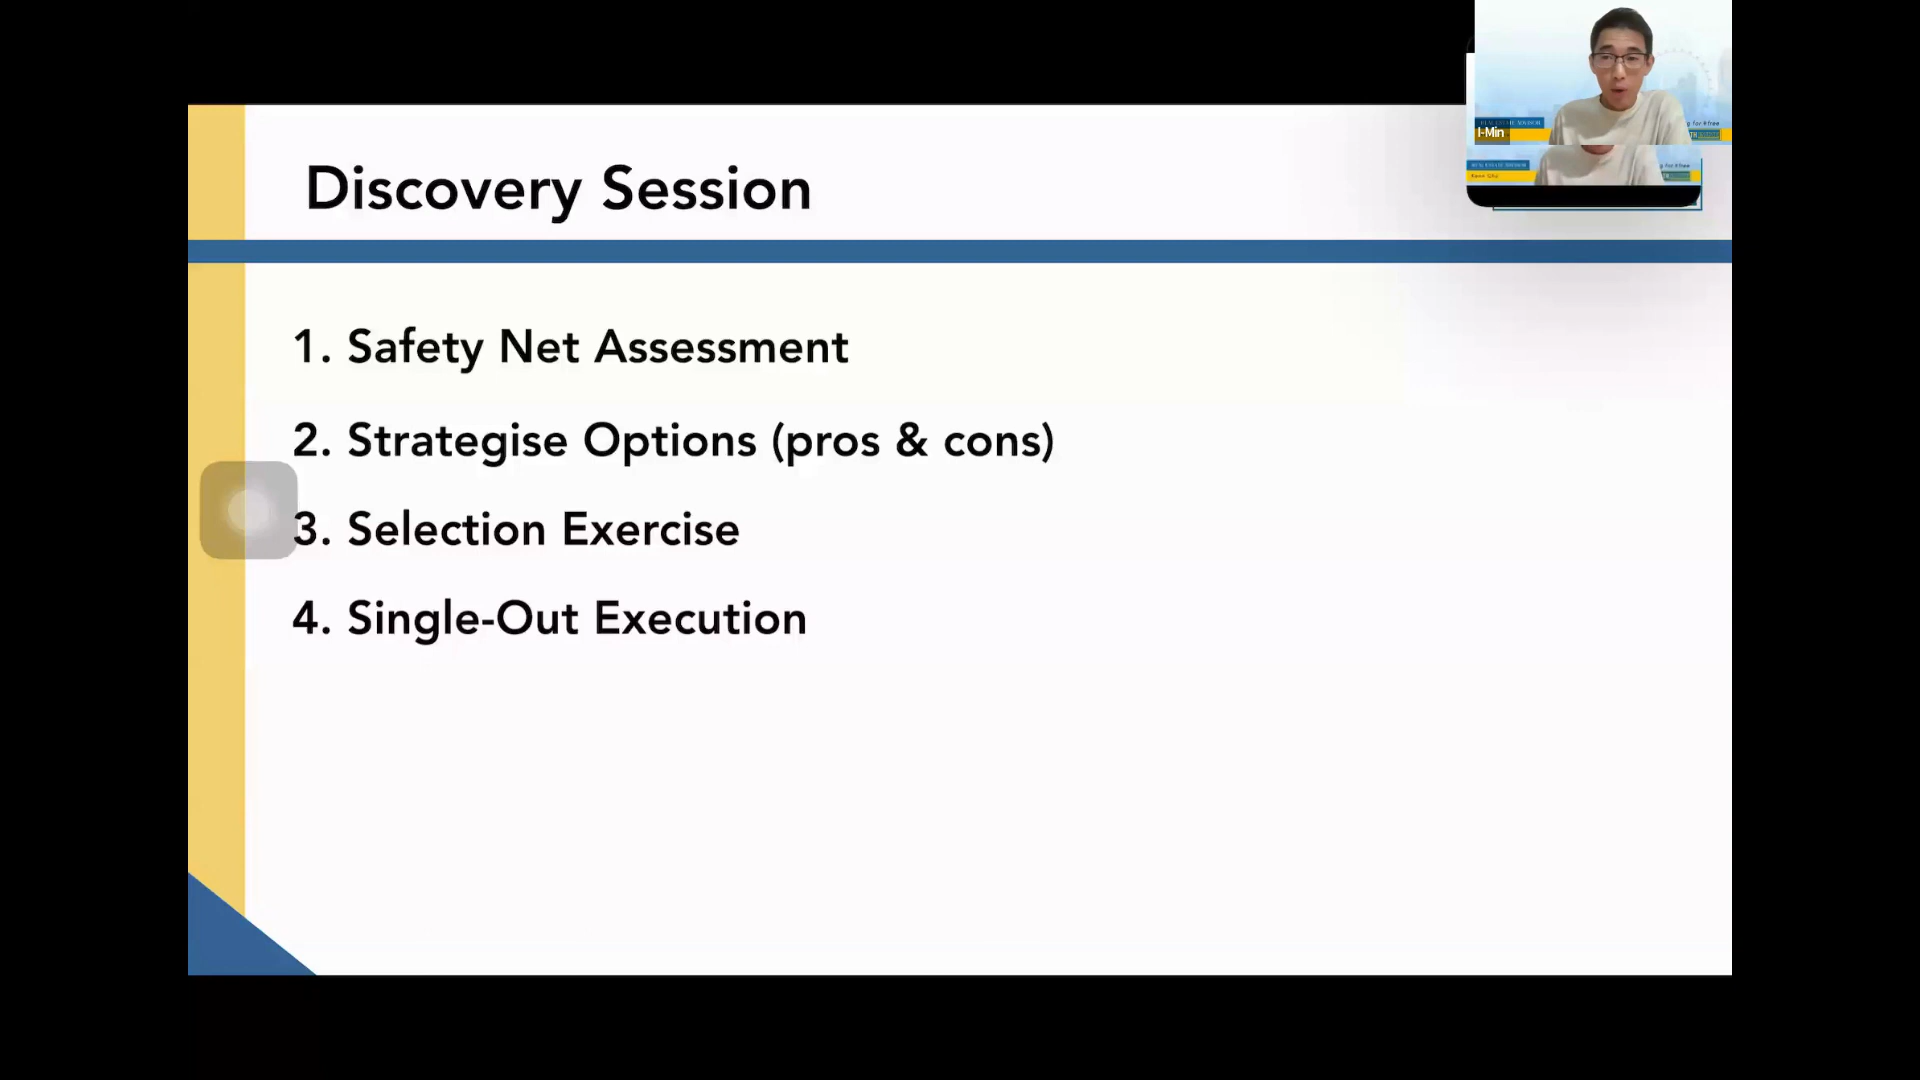 I-Min
Discovery Session
1. Safety Net Assessment
2. Strategise Options (pros & cons)
3. Selection Exercise
4. Single-Out Execution